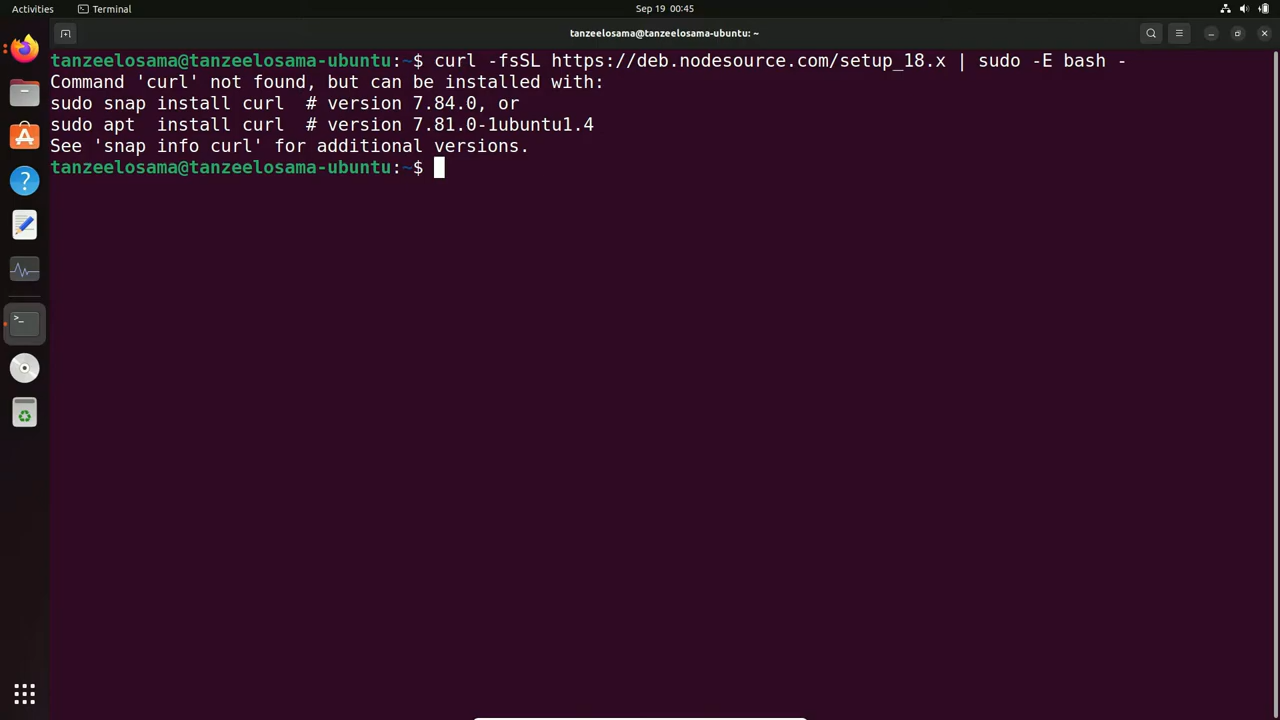 Activities
Terminal
Sep 19 00:45
tanzeelosama@tanzeelosama-ubuntu: ~
tanzeelosama@tanzeelosama-ubuntu:~$ curl -fsSL https://deb.nodesource.com/setup_18.x | sudo -E bash -
Command 'curl' not found, but can be installed with:
sudo snap install curl  # version 7.84.0, or
sudo apt  install curl  # version 7.81.0-1ubuntu1.4
See 'snap info curl' for additional versions.
tanzeelosama@tanzeelosama-ubuntu:~$